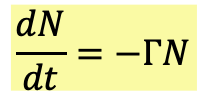 dN/dt = −ΓN